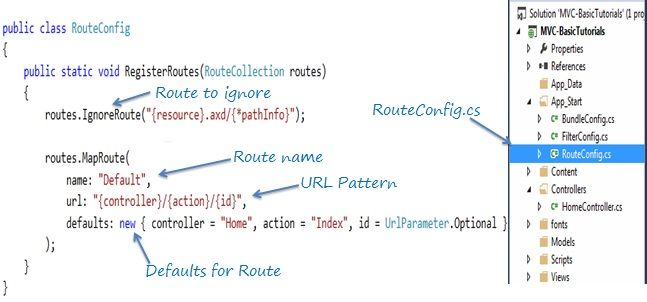 public class RouteConfig
{
public static void RegisterRoutes(RouteCollection routes)
{
Route to ignore
routes.IgnoreRoute("{resource}.axd/{*pathInfo}");
routes.MapRoute(
Route name
name: "Default",
URL Pattern
url: "{controller}/{action}/{id}",
defaults: new { controller = "Home", action = "Index", id = UrlParameter.Optional }
);
Defaults for Route
}
}
RouteConfig.cs
Solution 'MVC-BasicTutorials' (1 pro
MVC-BasicTutorials
Properties
References
App_Data
App_Start
BundleConfig.cs
FilterConfig.cs
RouteConfig.cs
Content
Controllers
HomeController.cs
fonts
Models
Scripts
Views